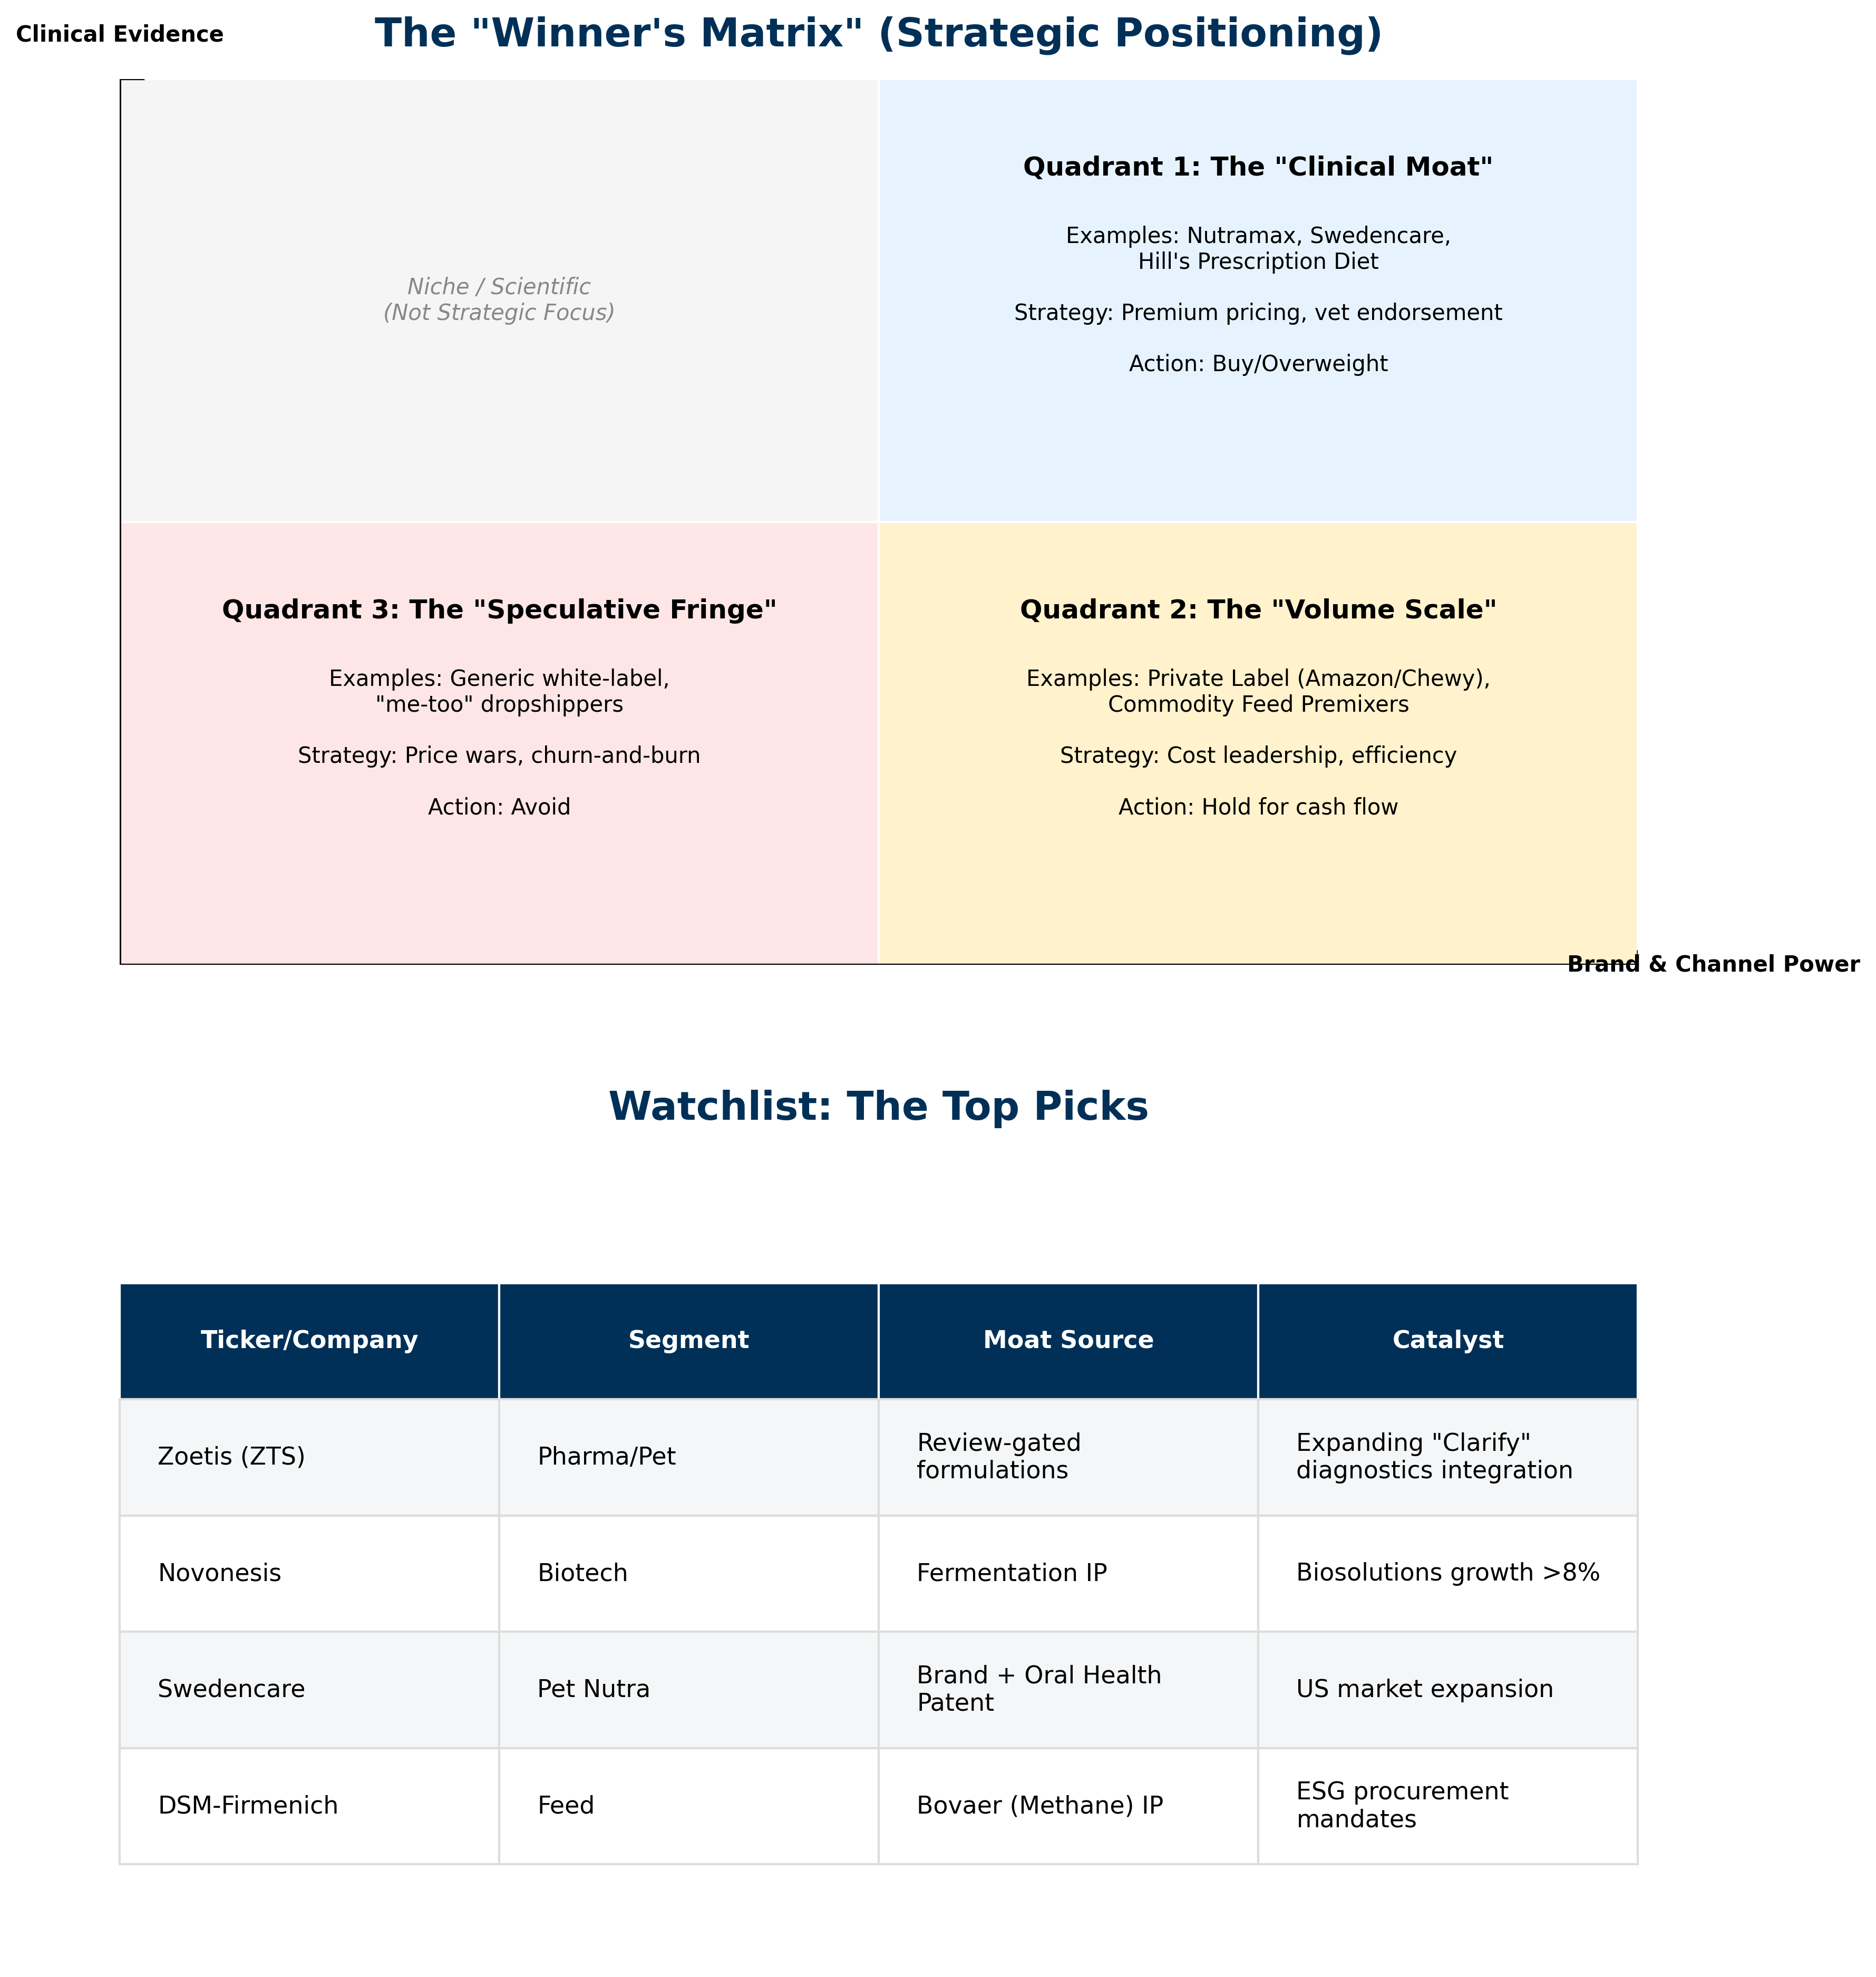 Clinical Evidence
The "Winner's Matrix" (Strategic Positioning)
Niche / Scientific
(Not Strategic Focus)
Quadrant 1: The "Clinical Moat"
Examples: Nutramax, Swedencare,
Hill's Prescription Diet
Strategy: Premium pricing, vet endorsement
Action: Buy/Overweight
Quadrant 3: The "Speculative Fringe"
Examples: Generic white-label,
"me-too" dropshippers
Strategy: Price wars, churn-and-burn
Action: Avoid
Quadrant 2: The "Volume Scale"
Examples: Private Label (Amazon/Chewy),
Commodity Feed Premixers
Strategy: Cost leadership, efficiency
Action: Hold for cash flow
Brand & Channel Power
Watchlist: The Top Picks
Ticker/Company
Segment
Moat Source
Catalyst
Zoetis (ZTS)
Pharma/Pet
Review-gated
formulations
Expanding "Clarify"
diagnostics integration
Novonesis
Biotech
Fermentation IP
Biosolutions growth >8%
Swedencare
Pet Nutra
Brand + Oral Health
Patent
US market expansion
DSM-Firmenich
Feed
Bovaer (Methane) IP
ESG procurement
mandates